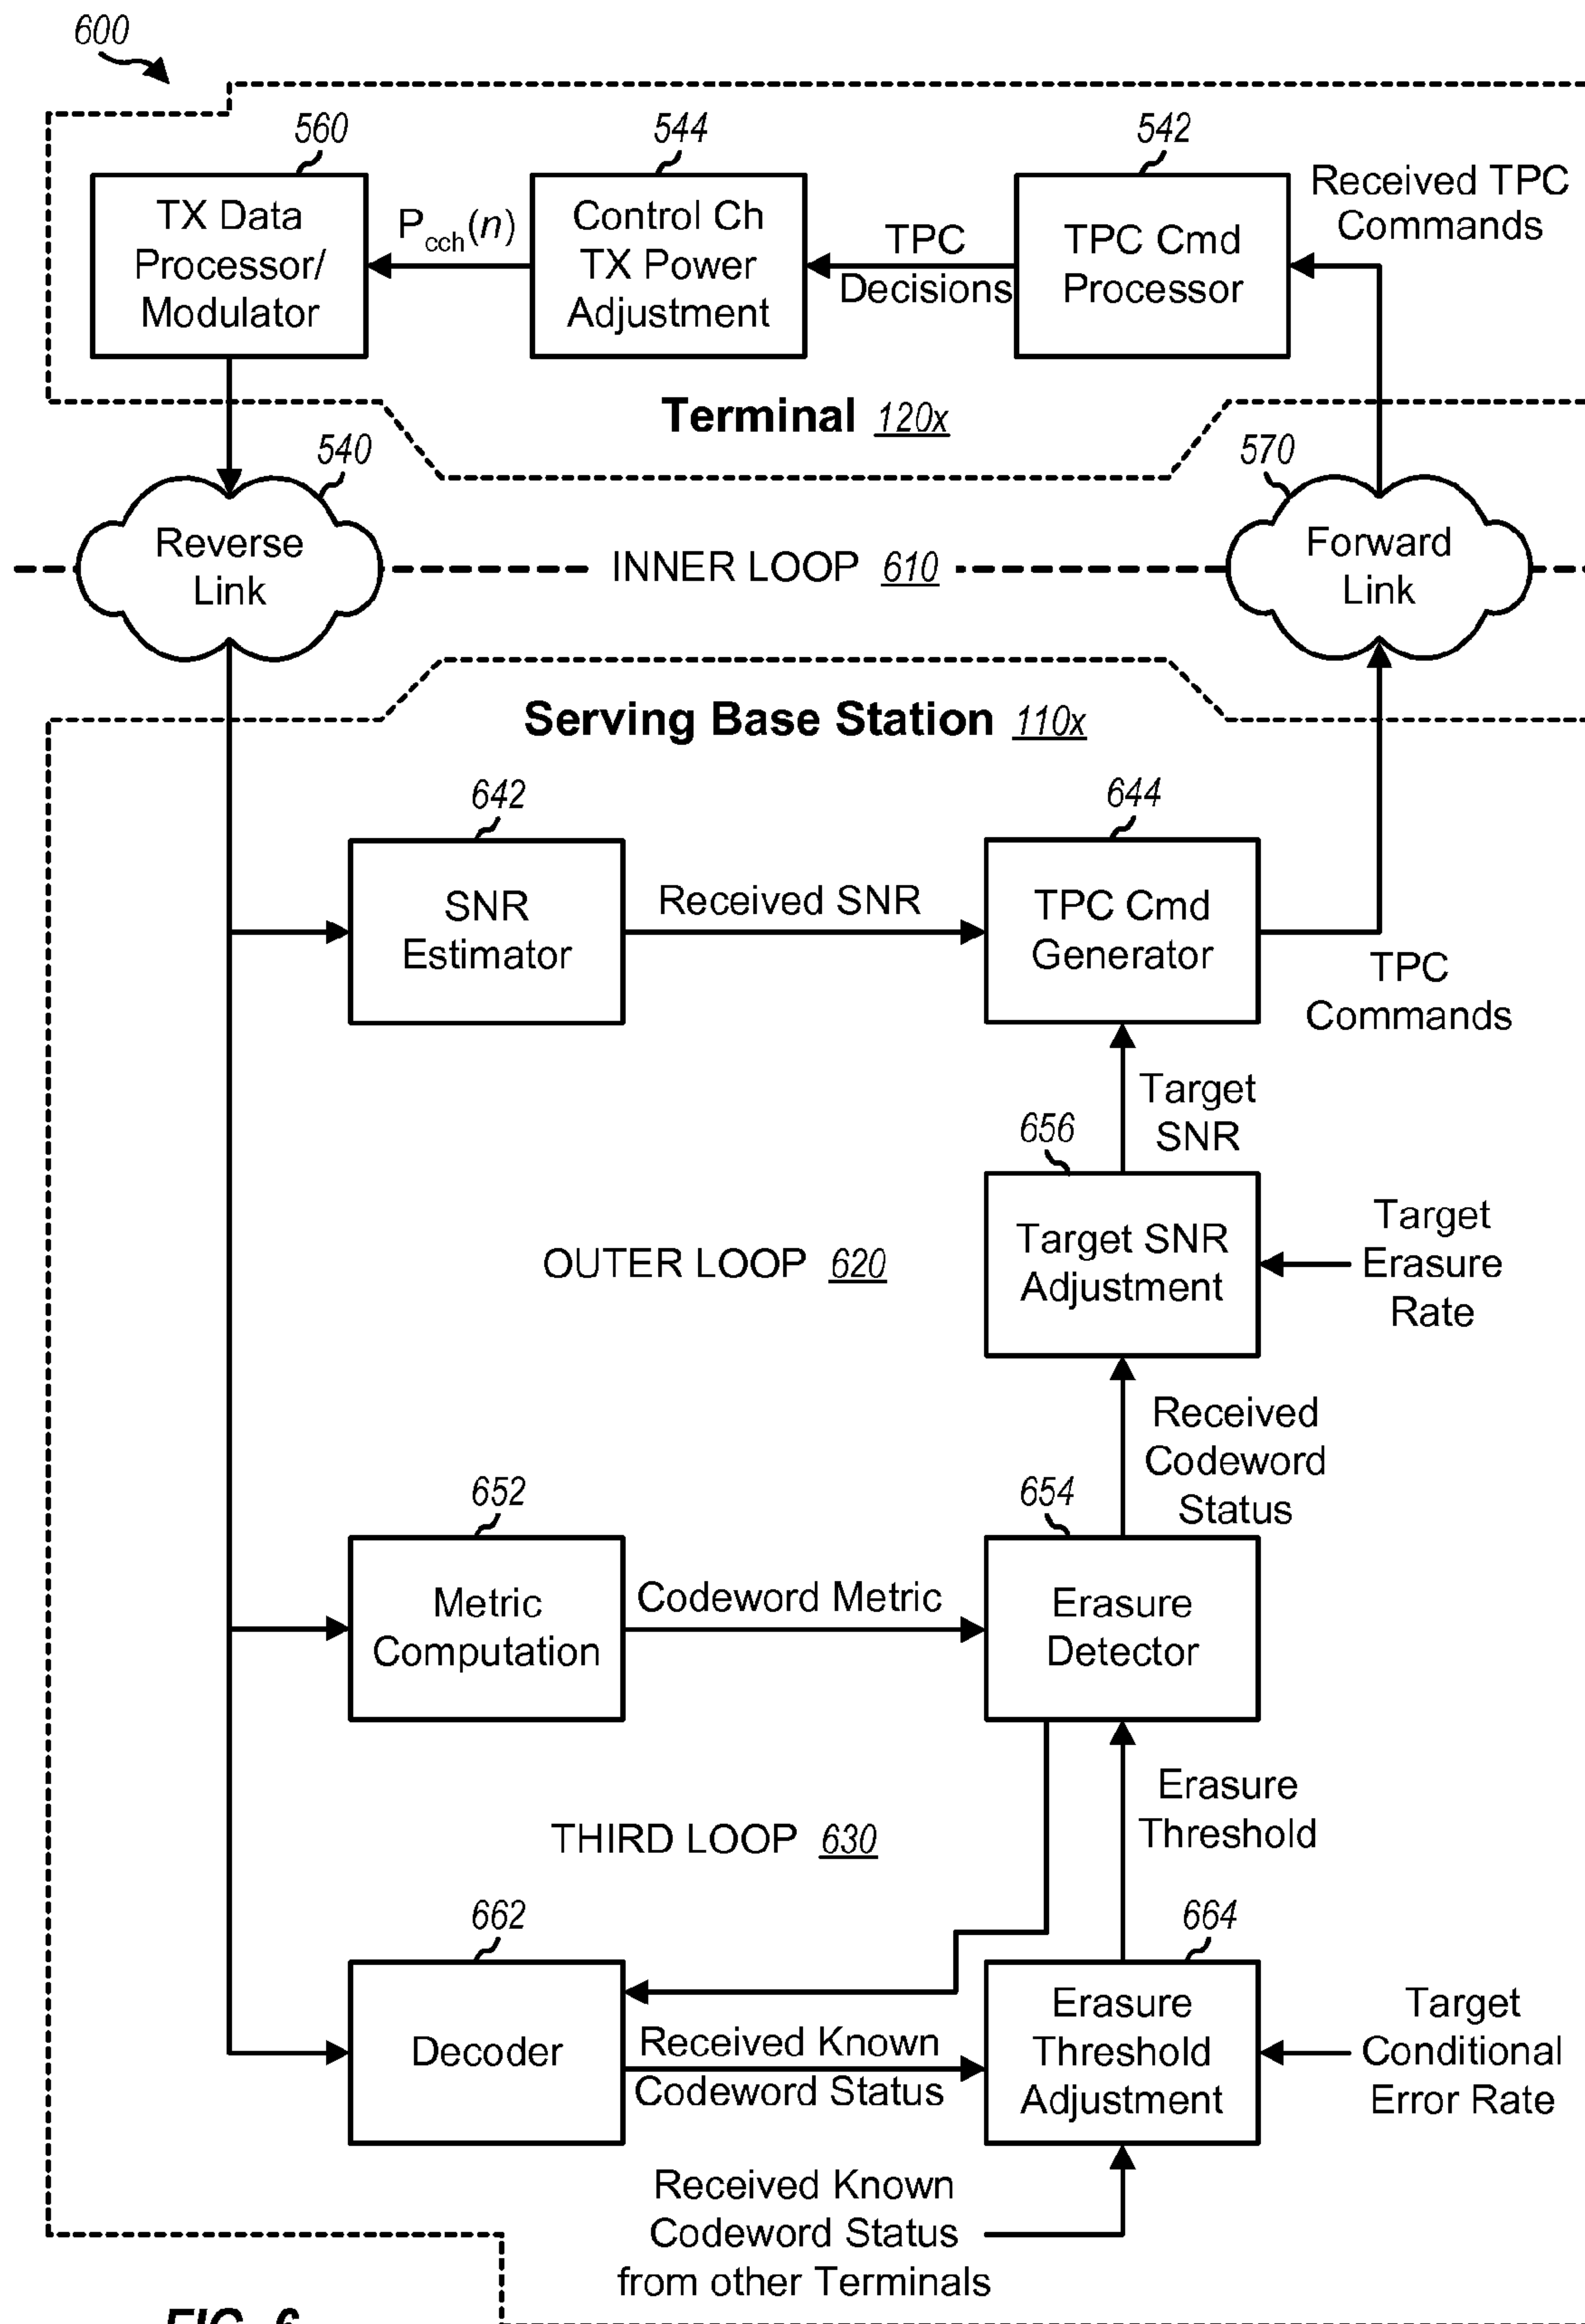 600
560
544
542
TX Data
Processor/
Modulator
Pcch(n)
Control Ch
TX Power
Adjustment
TPC
Decisions
TPC Cmd
Processor
Received TPC
Commands
Terminal 120x
540
570
Reverse
Link
INNER LOOP 610
Forward
Link
Serving Base Station 110x
642
644
SNR
Estimator
Received SNR
TPC Cmd
Generator
TPC
Commands
Target
SNR
656
OUTER LOOP 620
Target SNR
Adjustment
Target
Erasure
Rate
Received
Codeword
Status
652
654
Metric
Computation
Codeword Metric
Erasure
Detector
Erasure
Threshold
THIRD LOOP 630
662
664
Decoder
Received Known
Codeword Status
Erasure
Threshold
Adjustment
Target
Conditional
Error Rate
Received Known
Codeword Status
from other Terminals
FIG. 6